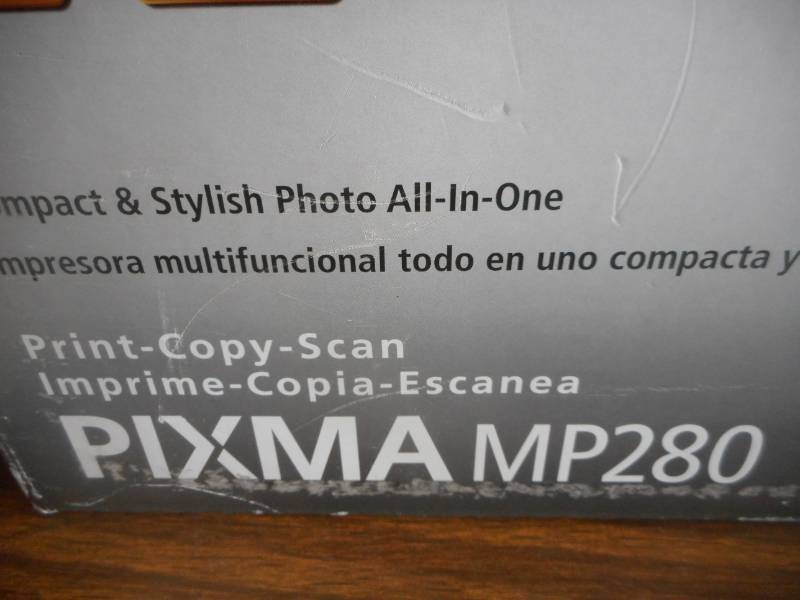 mpact & Stylish Photo All-In-One
mpresora multifuncional todo en uno compacta y
Print-Copy-Scan
Imprime-Copia-Escanea
PIXMA MP280